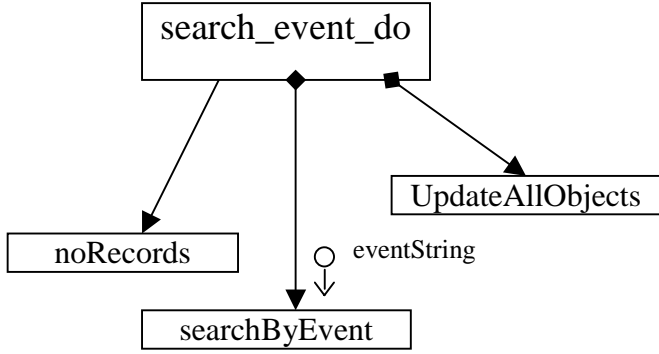 search_event_do
UpdateAllObjects
noRecords
eventString
searchByEvent